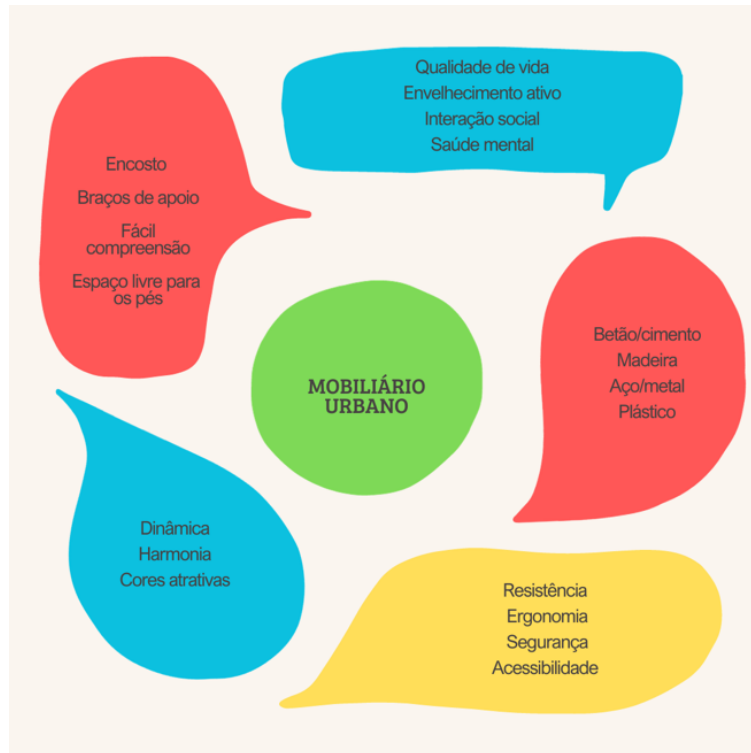 Qualidade de vida
Envelhecimento ativo
Interação social
Saúde mental
Encosto
Braços de apoio
Fácil
compreensão
Espaço livre para
os pés
Betão/cimento
Madeira
Aço/metal
Plástico
MOBILIÁRIO
URBANO
Dinâmica
Harmonia
Cores atrativas
Resistência
Ergonomia
Segurança
Acessibilidade